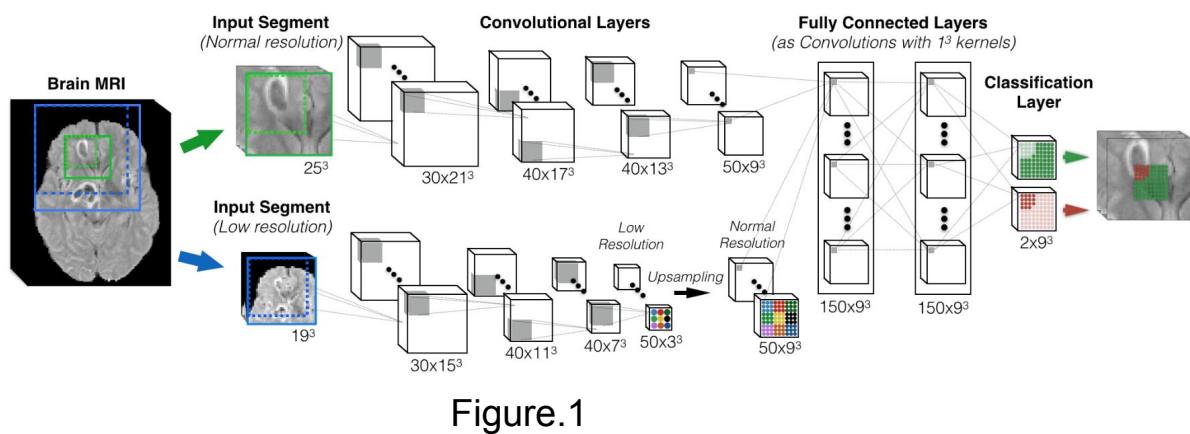 Brain MRI
Input Segment
(Normal resolution)
25³
Convolutional Layers
30x21³
40x17³
40x13³
50x9³
Fully Connected Layers
(as Convolutions with 1³ kernels)
150x9³
150x9³
Classification
Layer
2x9³
Input Segment
(Low resolution)
19³
30x15³
40x11³
40x7³
Low
Resolution
50x3³
Upsampling
Normal
Resolution
50x9³
Figure.1